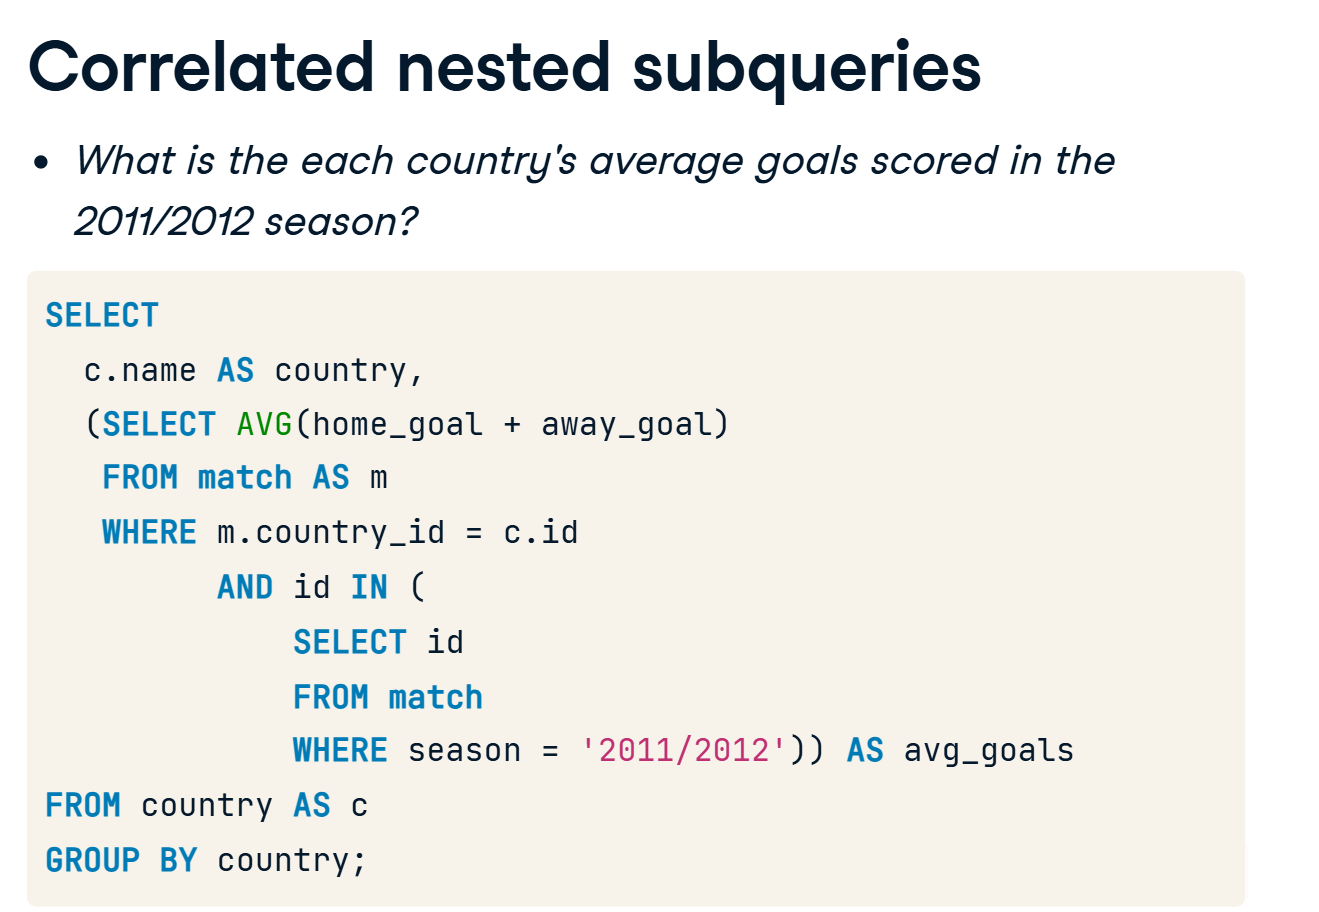 Correlated nested subqueries
• What is the each country's average goals scored in the
2011/2012 season?
SELECT
  c.name AS country,
  (SELECT AVG(home_goal + away_goal)
   FROM match AS m
   WHERE m.country_id = c.id
         AND id IN (
             SELECT id
             FROM match
             WHERE season = '2011/2012')) AS avg_goals
FROM country AS c
GROUP BY country;